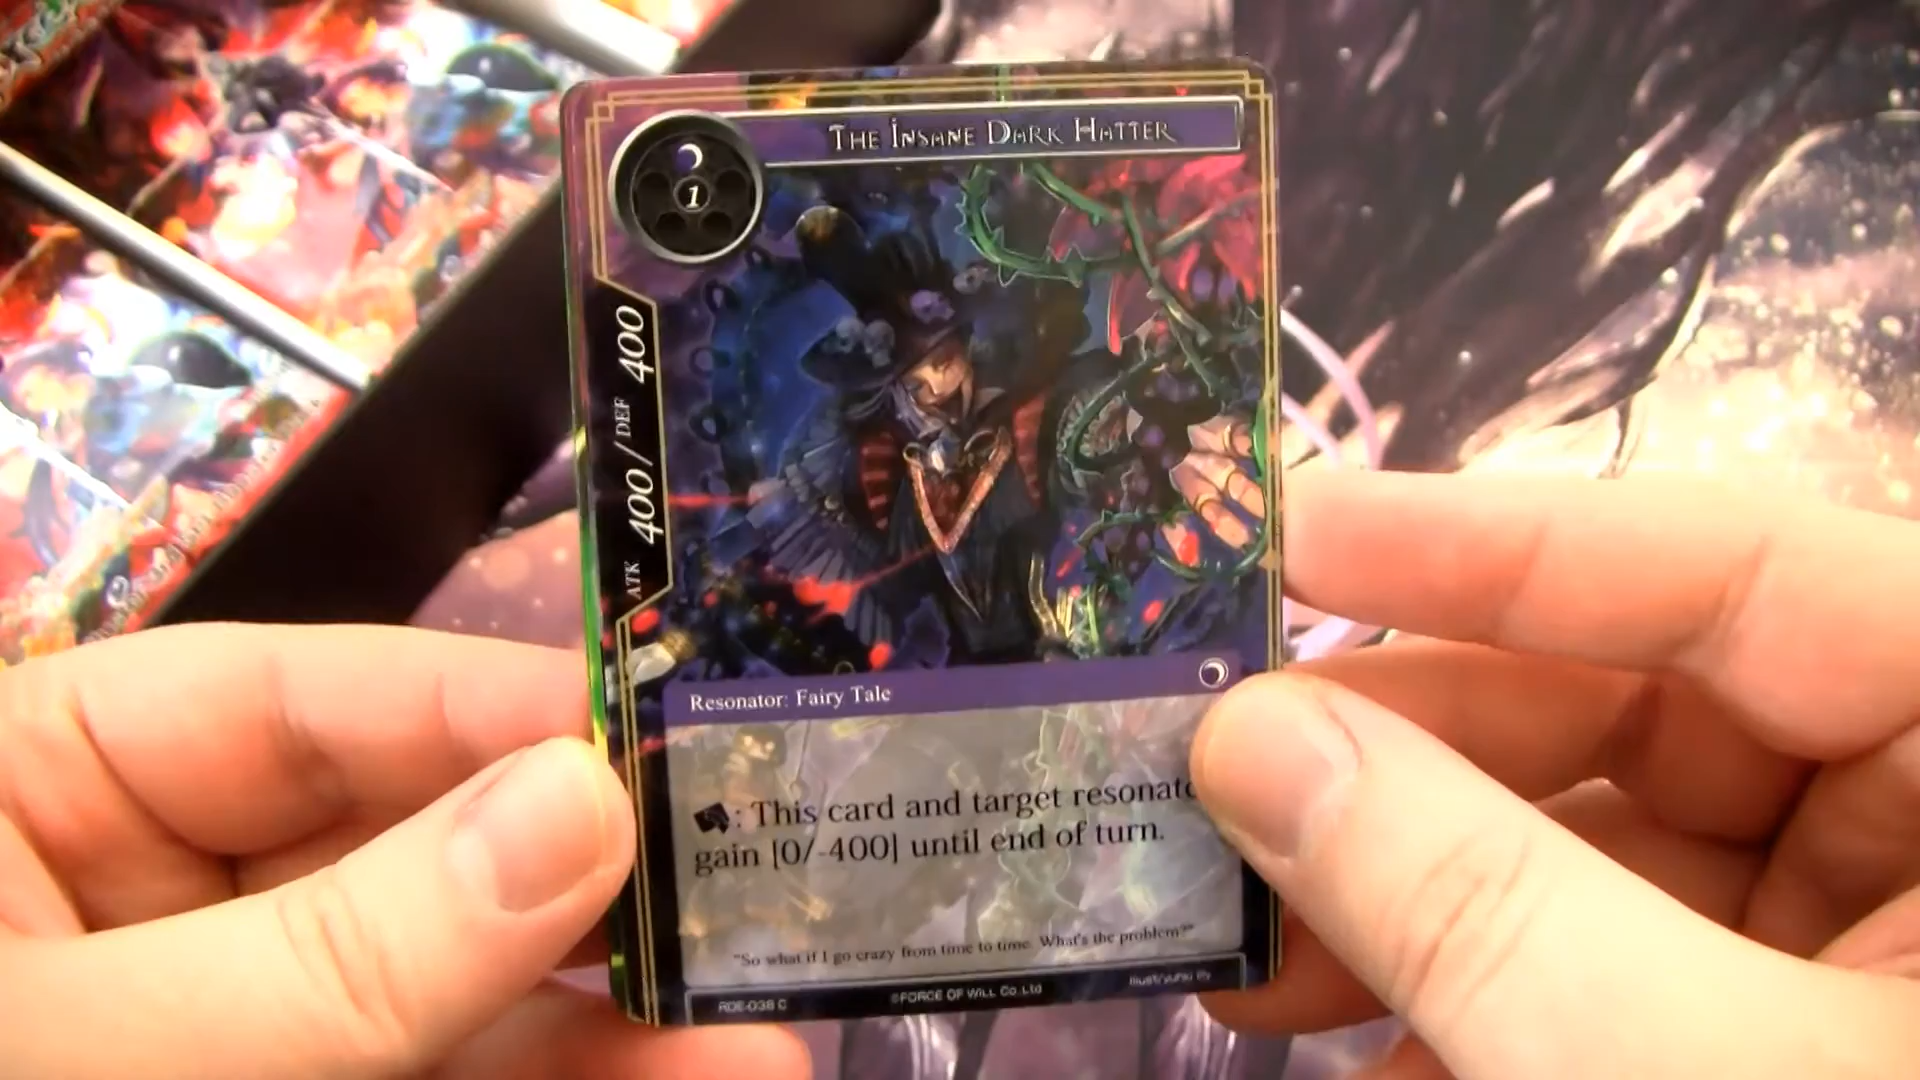 The Insane Dark Hatter
1
ATK 400 / DEF 400
Resonator: Fairy Tale
: This card and target
gain [0/-400] until end of turn.
"So what if I go crazy from time to time. What's the problem?"
RDE-038 C
©FORCE OF WILL Co.,Ltd